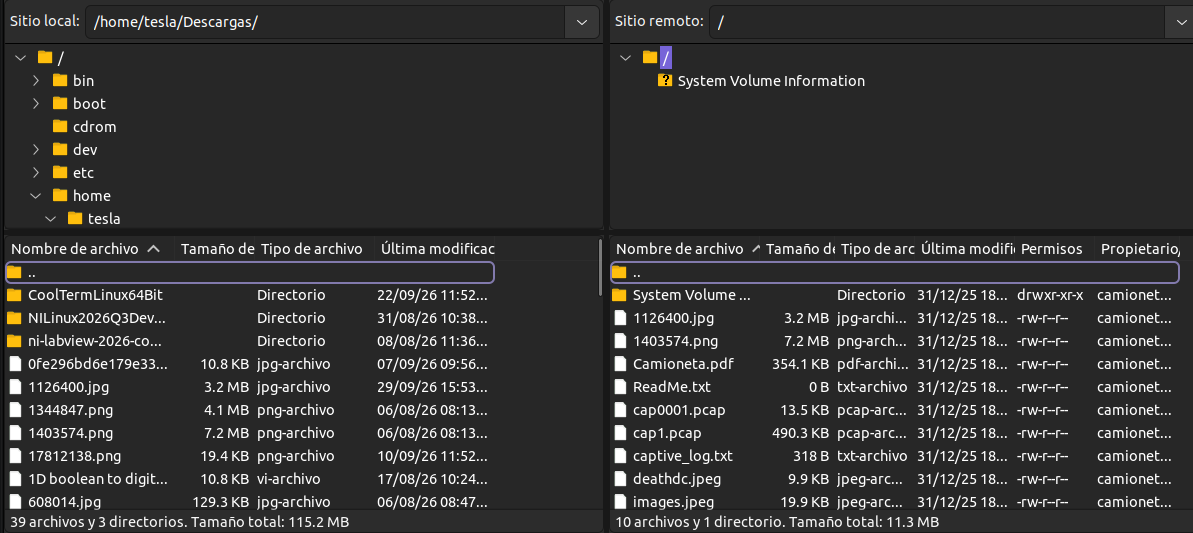 Sitio local: /home/tesla/Descargas/
/
bin
boot
cdrom
dev
etc
home
tesla
Nombre de archivo Tamaño de Tipo de archivo Última modificac
..
CoolTermLinux64Bit Directorio 22/09/26 11:52...
NILinux2026Q3Dev... Directorio 31/08/26 10:38...
ni-labview-2026-co... Directorio 08/08/26 11:36...
0fe296bd6e179e33... 10.8 KB jpg-archivo 07/09/26 09:56...
1126400.jpg 3.2 MB jpg-archivo 29/09/26 15:53...
1344847.png 4.1 MB png-archivo 06/08/26 08:13...
1403574.png 7.2 MB png-archivo 06/08/26 08:13...
17812138.png 19.4 KB png-archivo 10/09/26 11:52...
1D boolean to digit... 10.8 KB vi-archivo 17/08/26 10:24...
608014.jpg 129.3 KB jpg-archivo 06/08/26 08:47...
39 archivos y 3 directorios. Tamaño total: 115.2 MB
Sitio remoto: /
/
? System Volume Information
Nombre de archivo Tamaño de Tipo de arc Última modifi Permisos Propietario/
..
System Volume ... Directorio 31/12/25 18... drwxr-xr-x camionet...
1126400.jpg 3.2 MB jpg-archi... 31/12/25 18... -rw-r--r-- camionet...
1403574.png 7.2 MB png-arch... 31/12/25 18... -rw-r--r-- camionet...
Camioneta.pdf 354.1 KB pdf-archi... 31/12/25 18... -rw-r--r-- camionet...
ReadMe.txt 0 B txt-archivo 31/12/25 18... -rw-r--r-- camionet...
cap0001.pcap 13.5 KB pcap-arc... 31/12/25 18... -rw-r--r-- camionet...
cap1.pcap 490.3 KB pcap-arc... 31/12/25 18... -rw-r--r-- camionet...
captive_log.txt 318 B txt-archivo 31/12/25 18... -rw-r--r-- camionet...
deathdc.jpeg 9.9 KB jpeg-arc... 31/12/25 18... -rw-r--r-- camionet...
images.jpeg 19.9 KB jpeg-arc... 31/12/25 18... -rw-r--r-- camionet...
10 archivos y 1 directorio. Tamaño total: 11.3 MB